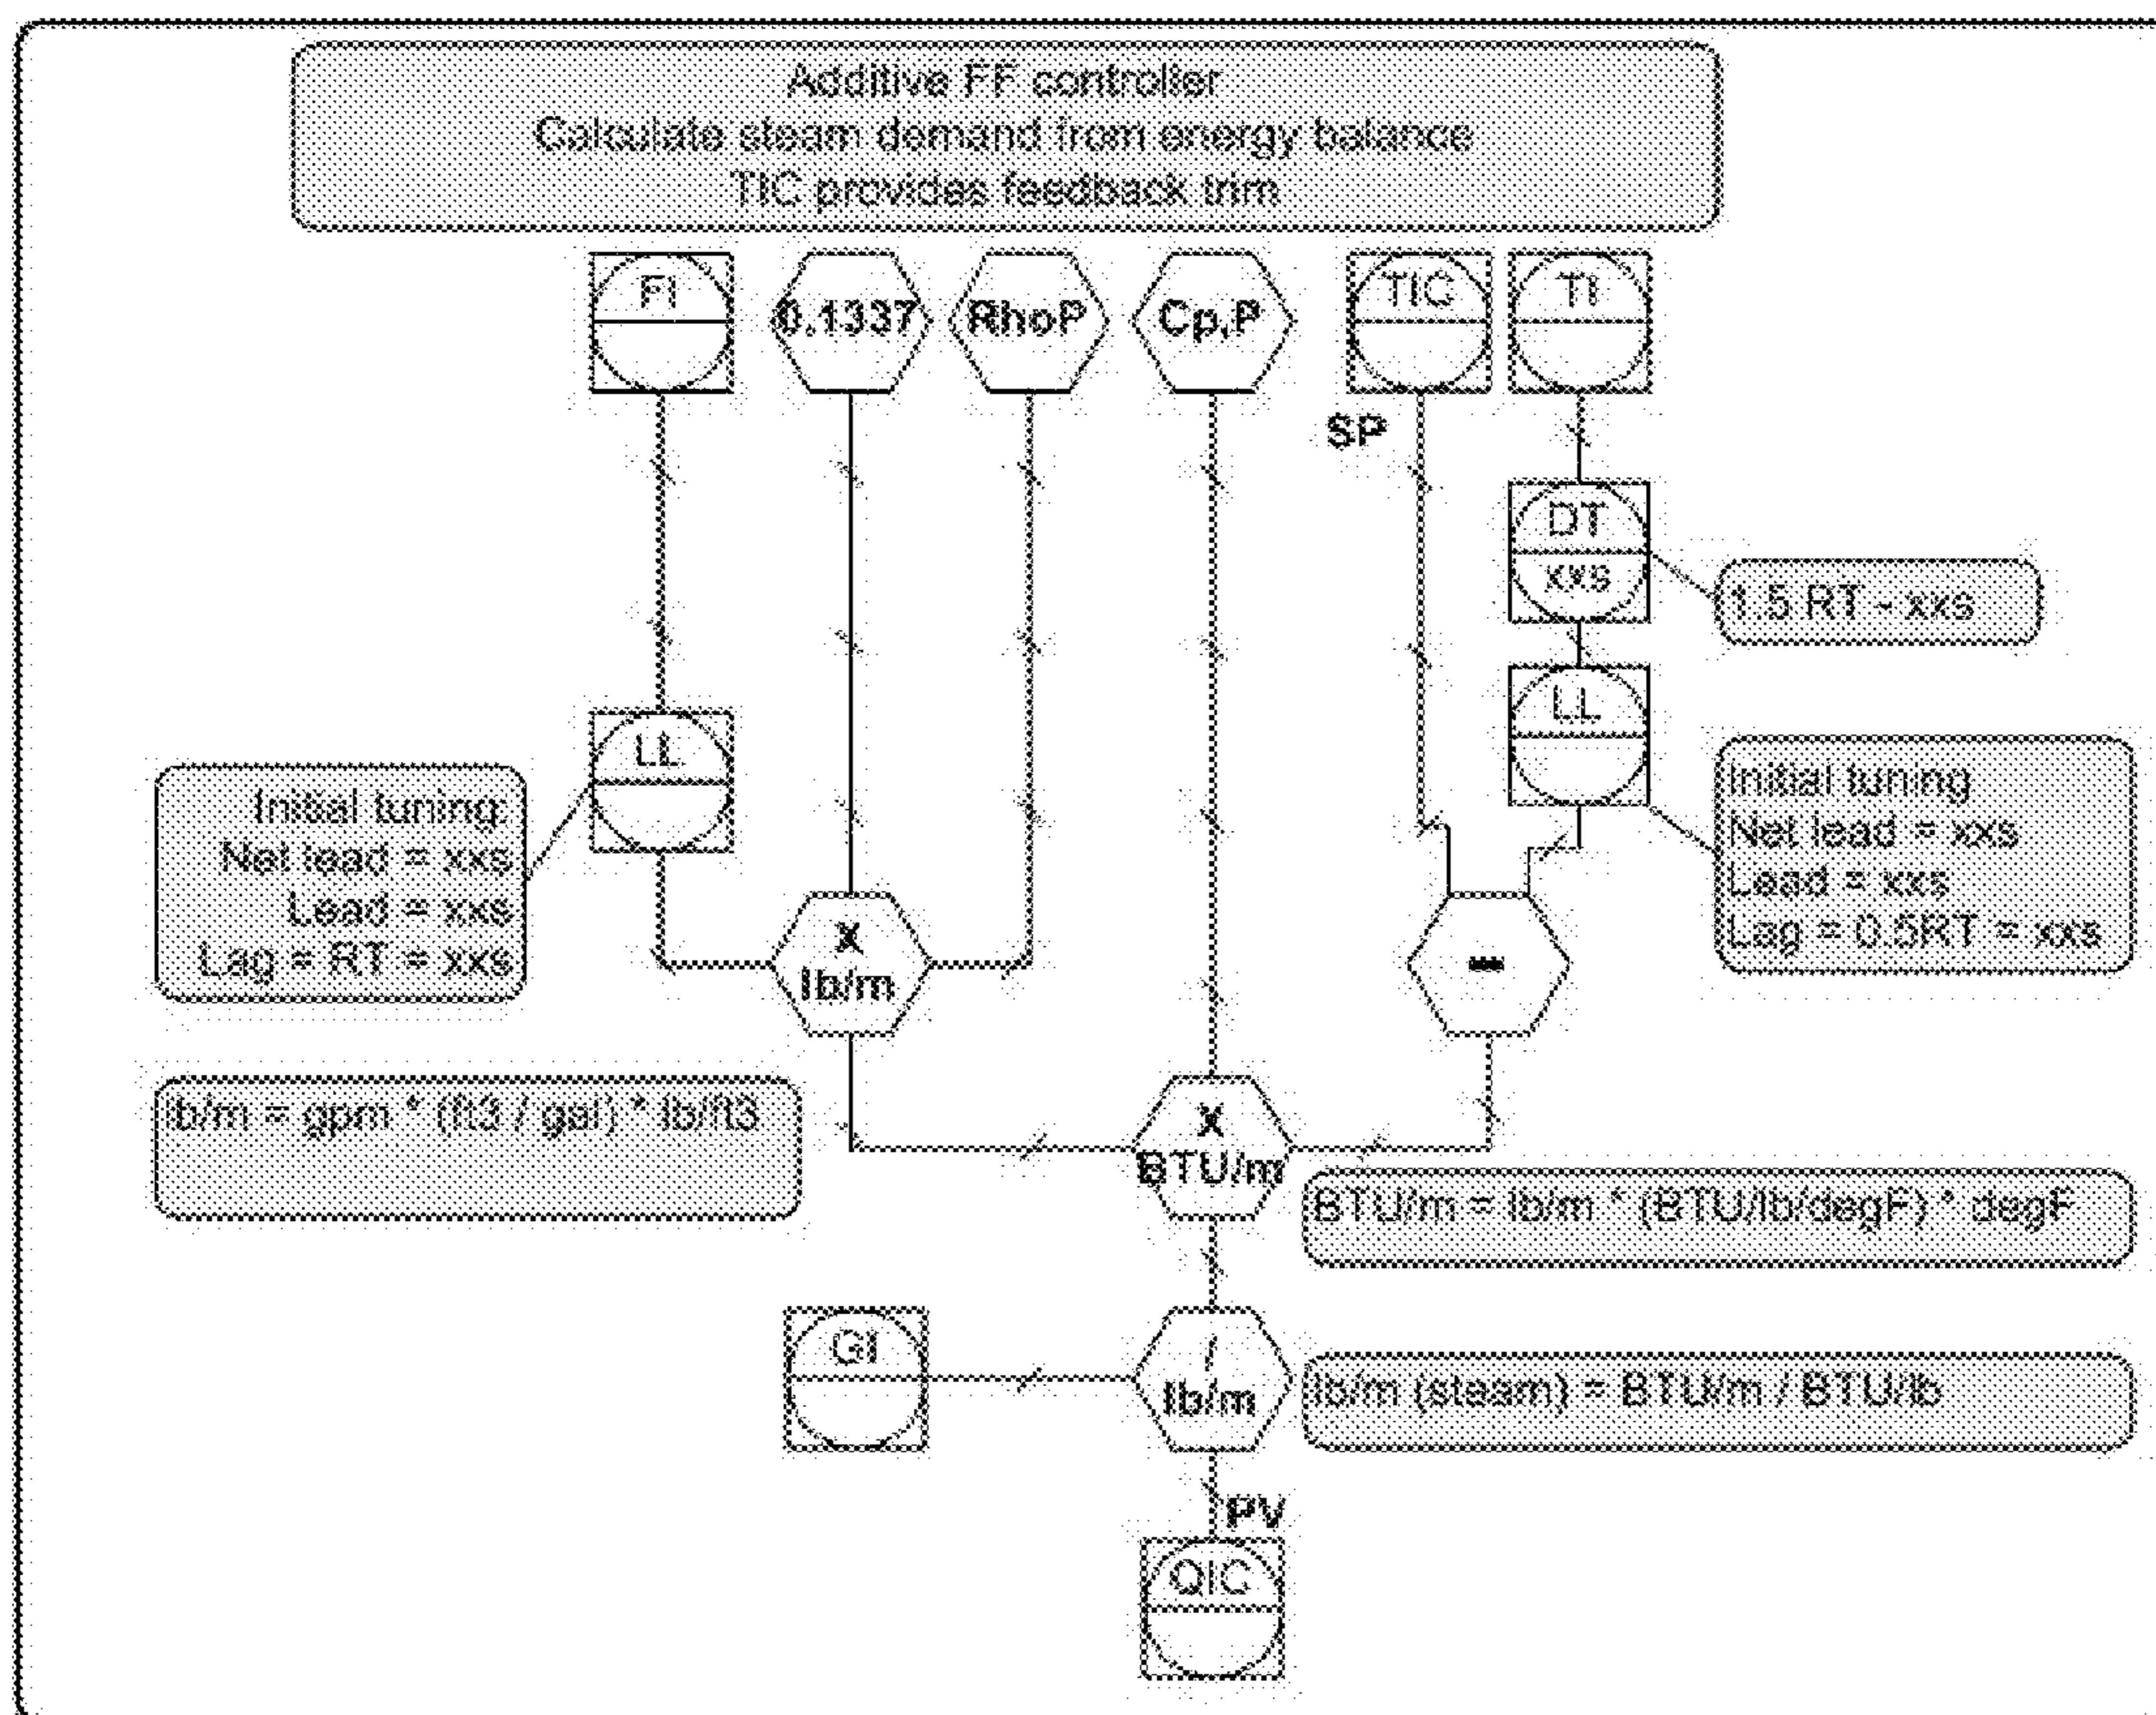 Additive FF controller
Calculate steam demand from energy balance
TIC provides feedback trim
FI
0.1337
RhoP
Cp,P
TIC
TI
SP
DT
xxs
1.5 RT - xxs
LL
LL
Initial tuning:
Net lead = xxs
Lead = xxs
Lag = RT = xxs
Initial tuning
Net lead = xxs
Lead = xxs
Lag = 0.5RT = xxs
X
lb/m
-
lb/m = gpm * (ft3 / gal) * lb/ft3
X
BTU/m
BTU/m = lb/m * (BTU/lb/degF) * degF
GI
/
lb/m
lb/m (steam) = BTU/m / BTU/lb
PV
QIC